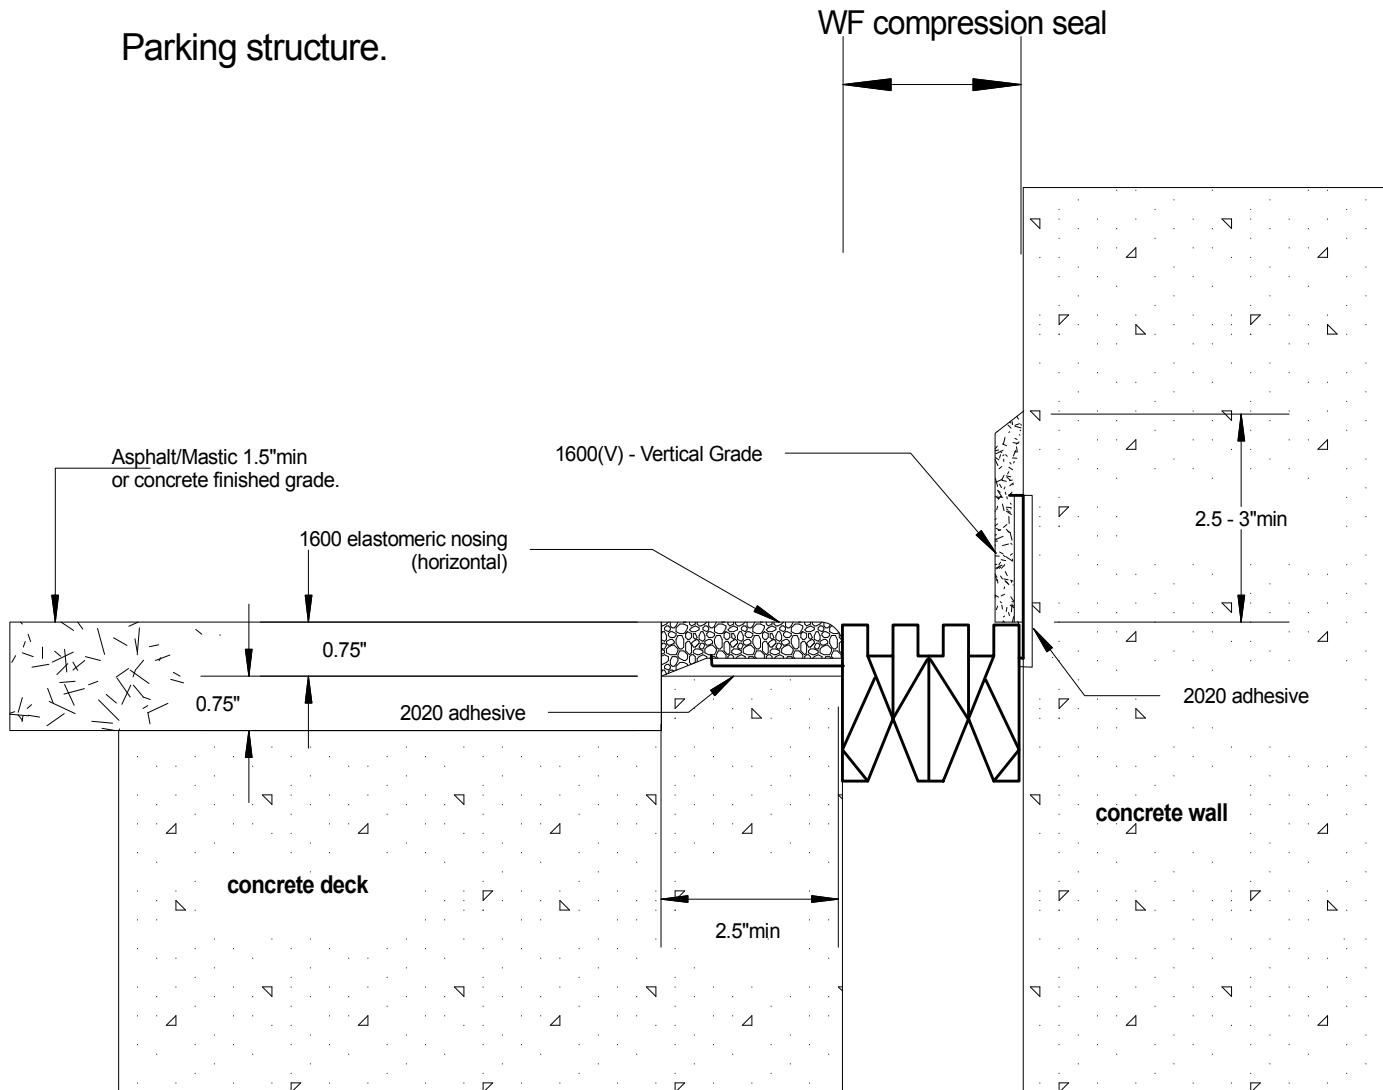 WF compression seal
Parking structure.
Asphalt/Mastic 1.5"min
or concrete finished grade.
1600(V) - Vertical Grade
1600 elastomeric nosing
(horizontal)
2.5 - 3"min
0.75"
0.75"
2020 adhesive
2020 adhesive
concrete wall
concrete deck
2.5"min